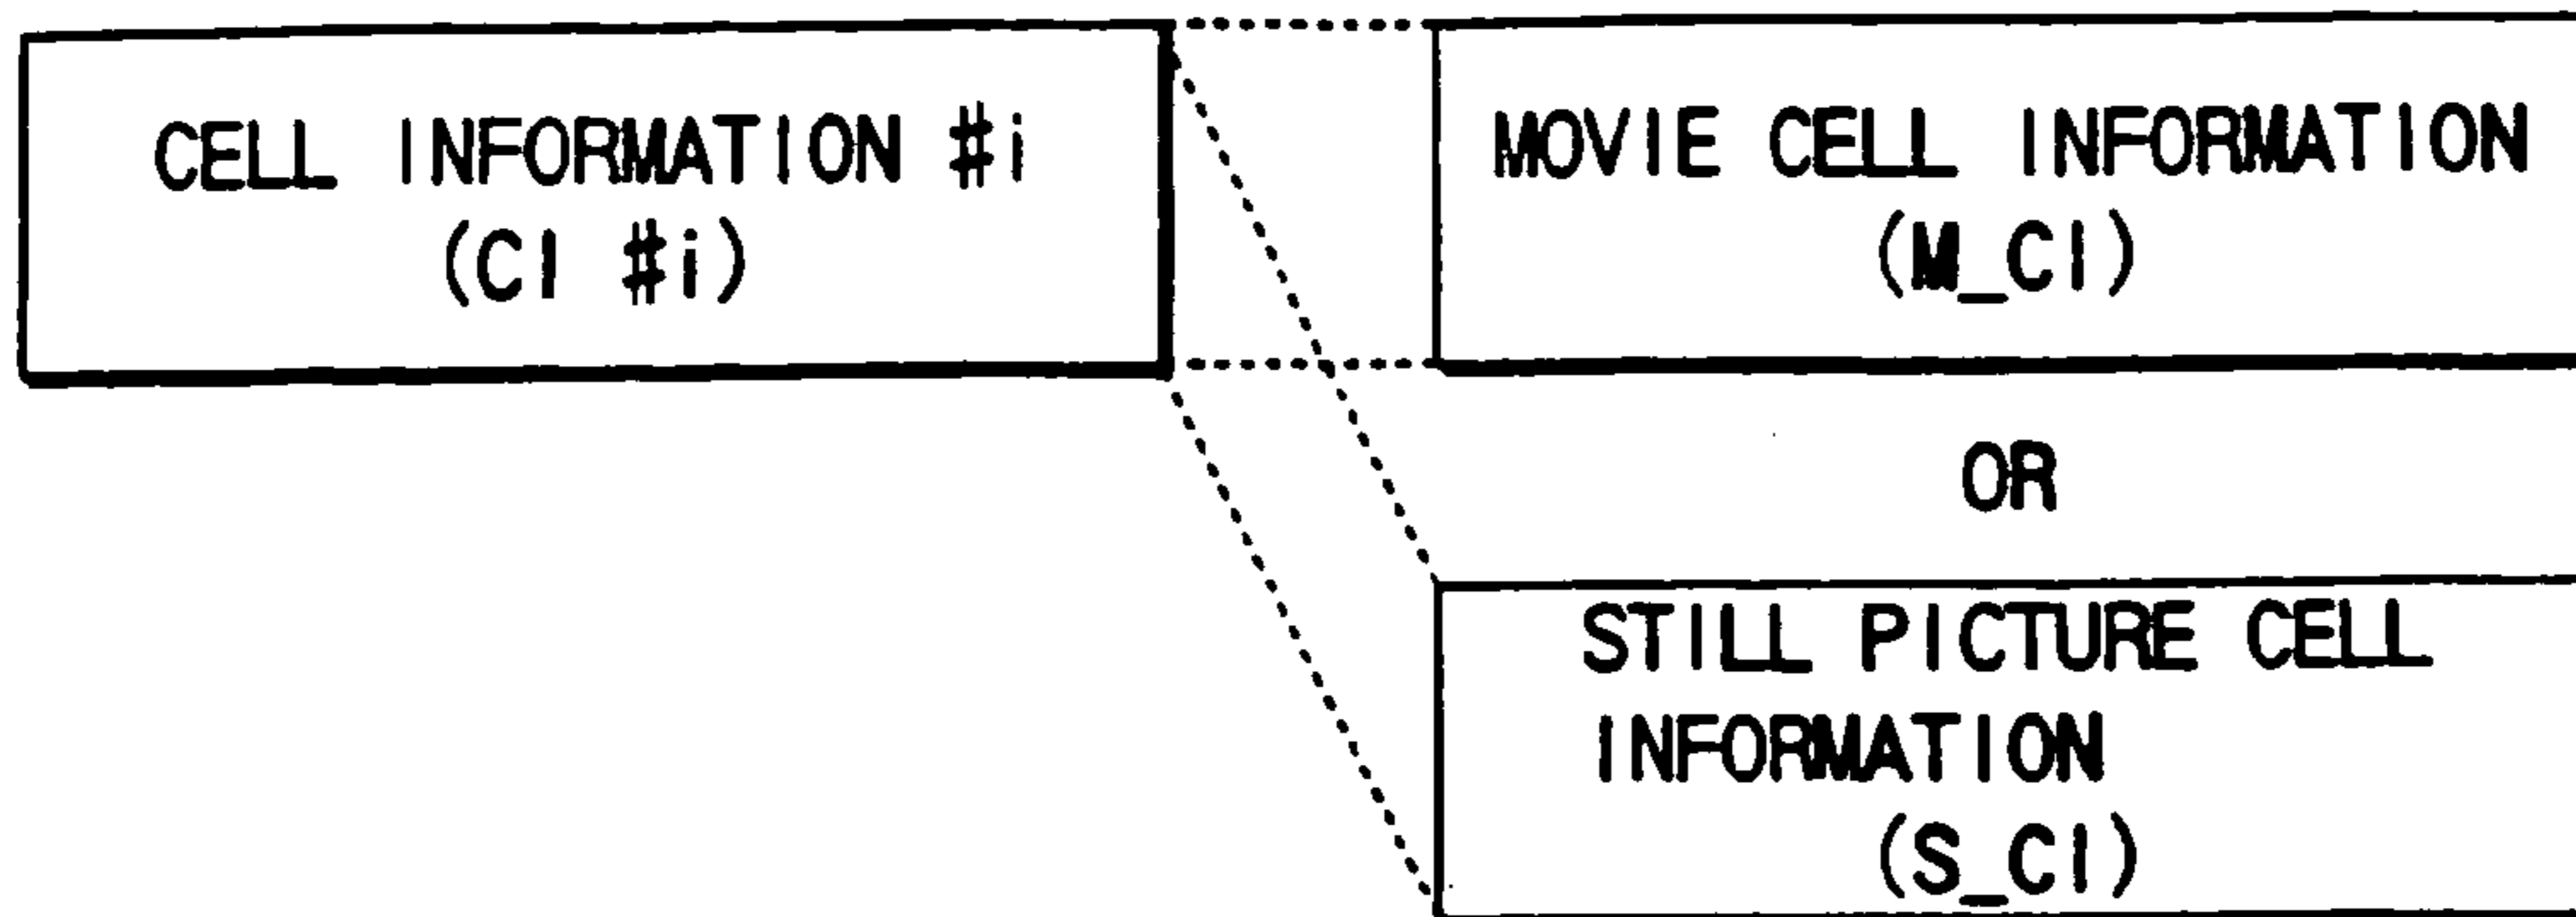 CELL INFORMATION #i
(CI #i)
MOVIE CELL INFORMATION
(M_CI)
OR
STILL PICTURE CELL
INFORMATION
(S_CI)